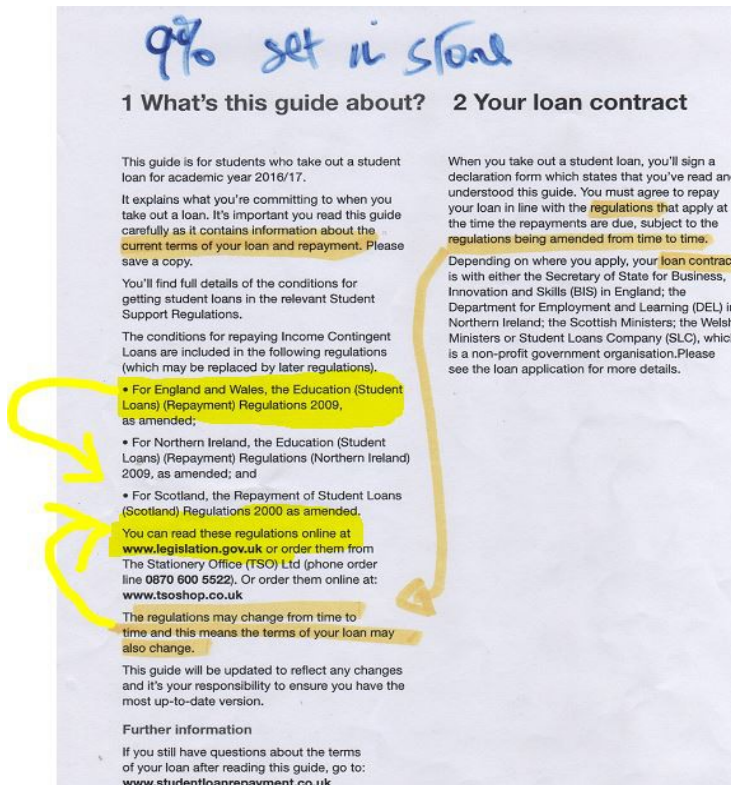 9% set in stone
1 What's this guide about?
This guide is for students who take out a student
loan for academic year 2016/17.
It explains what you're committing to when you
take out a loan. It's important you read this guide
carefully as it contains information about the
current terms of your loan and repayment. Please
save a copy.
You'll find full details of the conditions for
getting student loans in the relevant Student
Support Regulations.
The conditions for repaying Income Contingent
Loans are included in the following regulations
(which may be replaced by later regulations).
• For England and Wales, the Education (Student
Loans) (Repayment) Regulations 2009,
as amended;
• For Northern Ireland, the Education (Student
Loans) (Repayment) Regulations (Northern Ireland)
2009, as amended; and
• For Scotland, the Repayment of Student Loans
(Scotland) Regulations 2000 as amended.
You can read these regulations online at
www.legislation.gov.uk or order them from
The Stationery Office (TSO) Ltd (phone order
line 0870 600 5522). Or order them online at:
www.tsoshop.co.uk
The regulations may change from time to
time and this means the terms of your loan may
also change.
This guide will be updated to reflect any changes
and it's your responsibility to ensure you have the
most up-to-date version.
Further information
If you still have questions about the terms
of your loan after reading this guide, go to:
www.studentloanrepayment.co.uk
2 Your loan contract
When you take out a student loan, you'll sign a
declaration form which states that you've read an
understood this guide. You must agree to repay
your loan in line with the regulations that apply at
the time the repayments are due, subject to the
regulations being amended from time to time.
Depending on where you apply, your loan contrac
is with either the Secretary of State for Business,
Innovation and Skills (BIS) in England; the
Department for Employment and Learning (DEL) i
Northern Ireland; the Scottish Ministers; the Welsh
Ministers or Student Loans Company (SLC), which
is a non-profit government organisation.Please
see the loan application for more details.